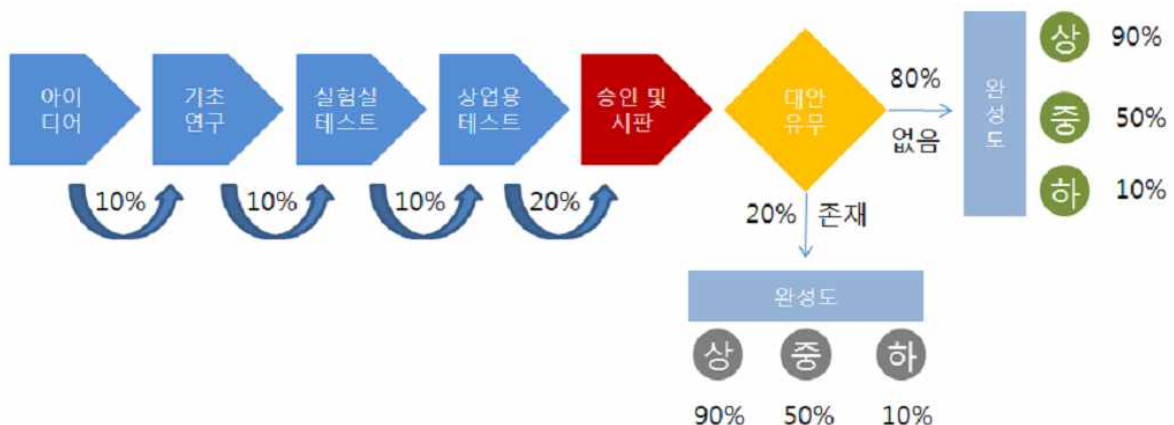 아이
디어
기초
연구
실험실
테스트
상업용
테스트
승인 및
시판
대안
유무
80%
없음
완
성
도
상 90%
중 50%
하 10%
10%
10%
10%
20%
20% 존재
완성도
상 중 하
90% 50% 10%